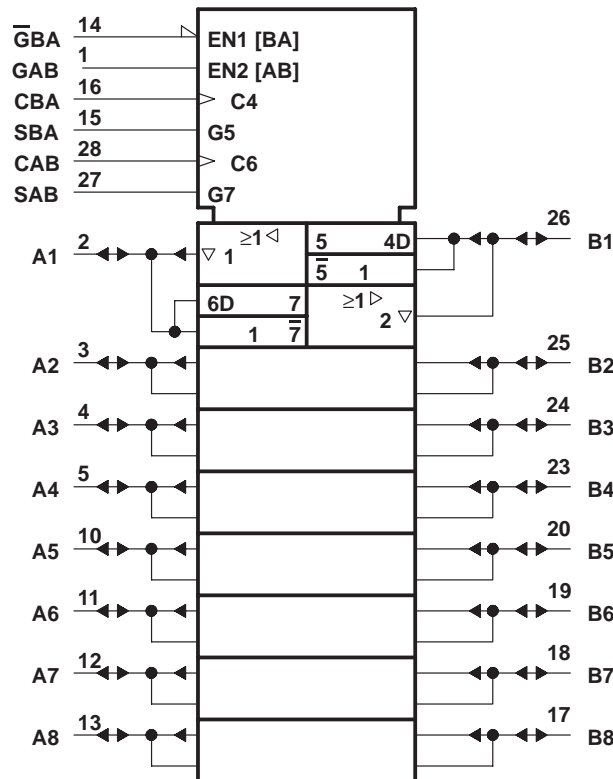 G̅BA 14 EN1 [BA]
GAB 1 EN2 [AB]
CBA 16 C4
SBA 15 G5
CAB 28 C6
SAB 27 G7
A1 2 ≥1 1 5 4D 26 B1
5̅ 1
6D 7 ≥1 2
1 7̅
A2 3 25 B2
A3 4 24 B3
A4 5 23 B4
A5 10 20 B5
A6 11 19 B6
A7 12 18 B7
A8 13 17 B8